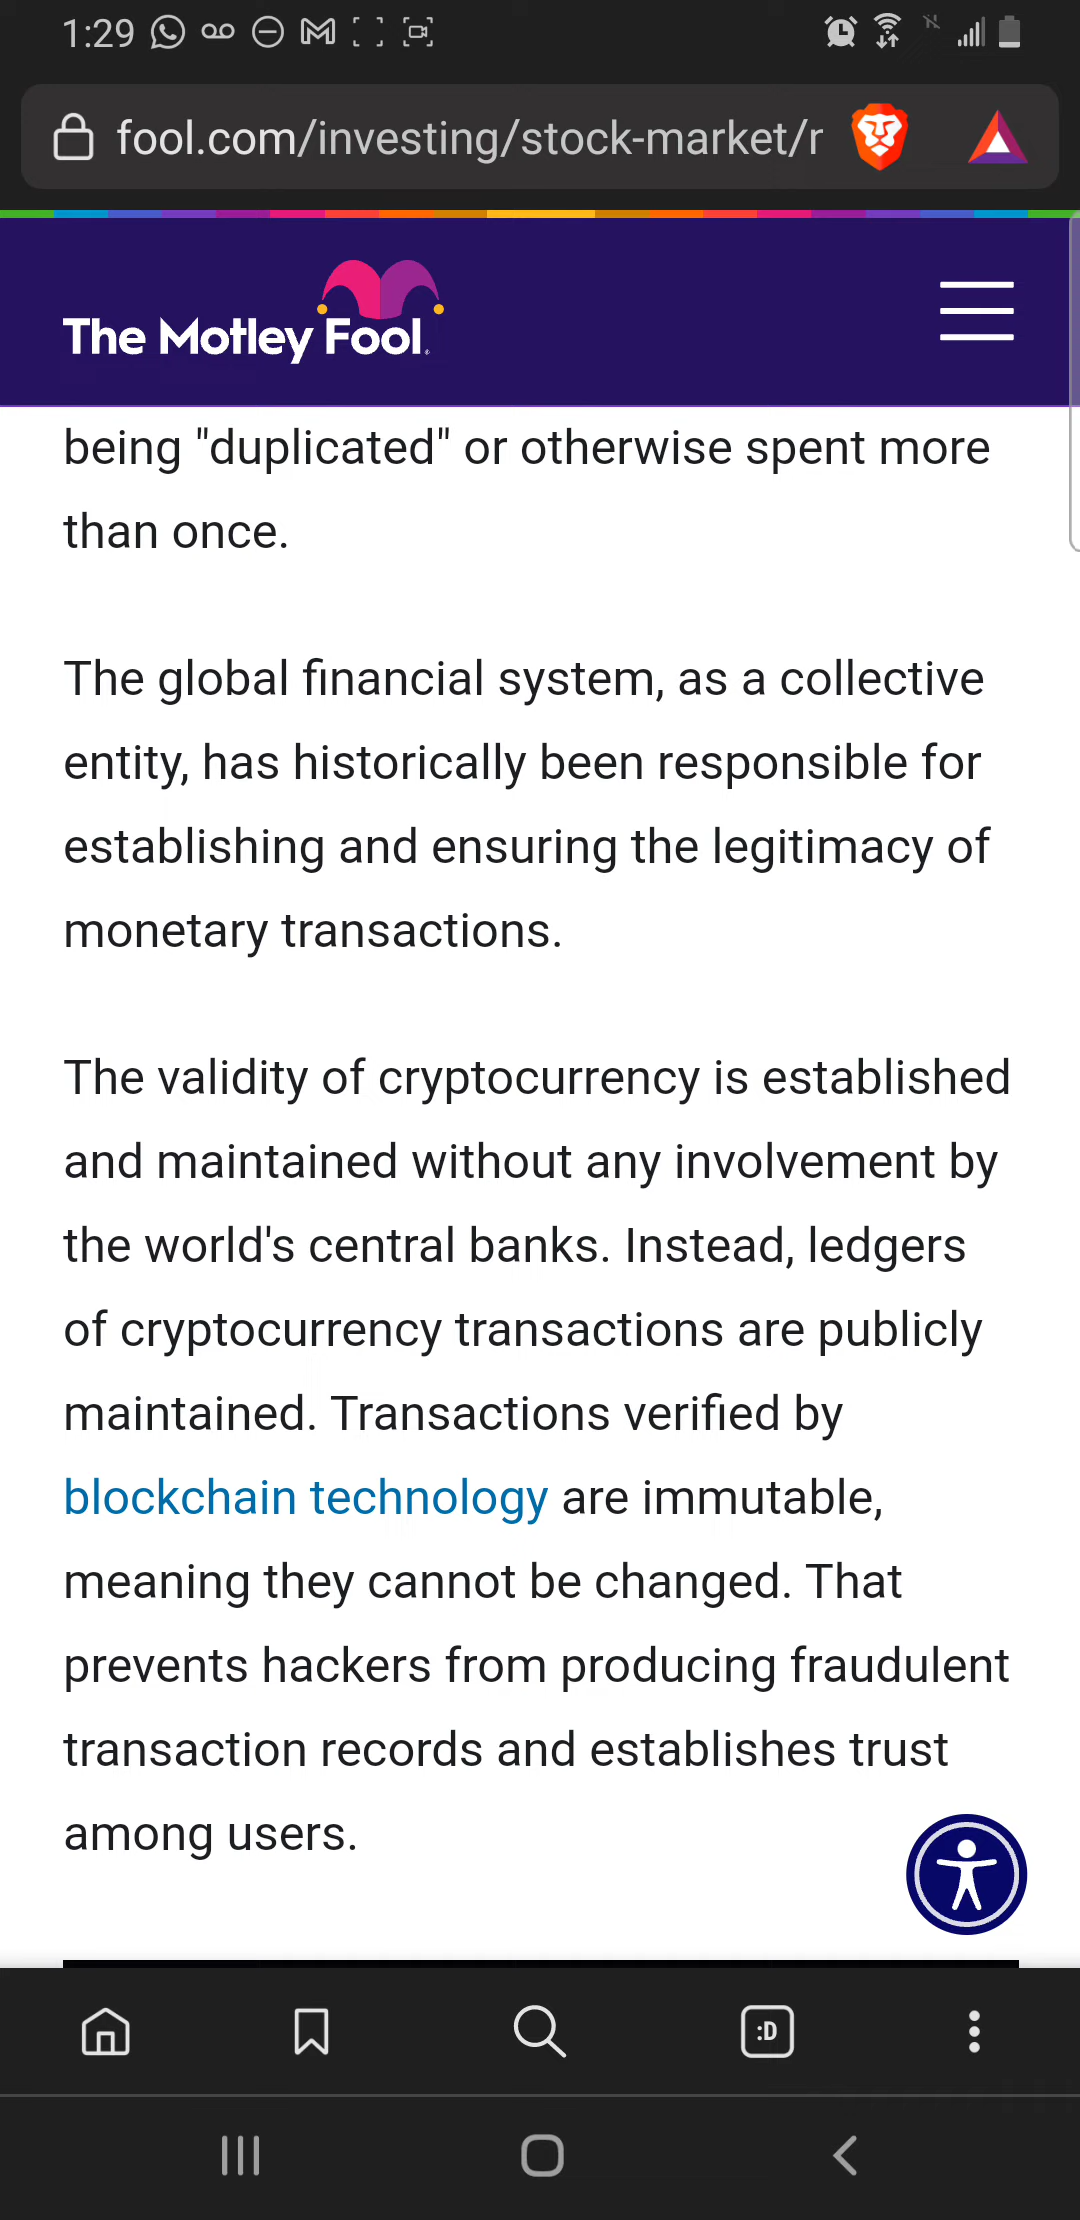 1:29
fool.com/investing/stock-market/r
The Motley Fool.
being "duplicated" or otherwise spent more
than once.
The global financial system, as a collective
entity, has historically been responsible for
establishing and ensuring the legitimacy of
monetary transactions.
The validity of cryptocurrency is established
and maintained without any involvement by
the world's central banks. Instead, ledgers
of cryptocurrency transactions are publicly
maintained. Transactions verified by
blockchain technology are immutable,
meaning they cannot be changed. That
prevents hackers from producing fraudulent
transaction records and establishes trust
among users.
:D